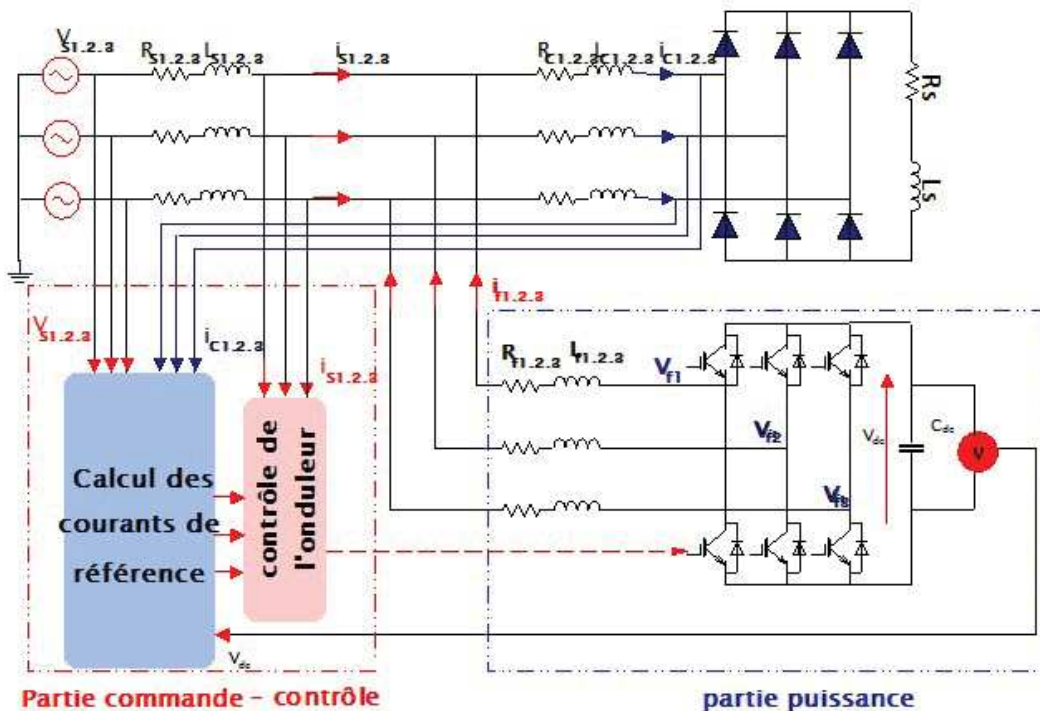 VS1.2.3
RS1.2.3
LS1.2.3
iS1.2.3
RC1.2.3
LC1.2.3
iC1.2.3
Rs
Ls
if1.2.3
VS1.2.3
iC1.2.3
iS1.2.3
Rf1.2.3
Lf1.2.3
Vf1
Vf2
Vf3
Vdc
Cdc
V
Calcul des
courants de
référence
contrôle de
l'onduleur
Vdc
Partie commande – contrôle
partie puissance